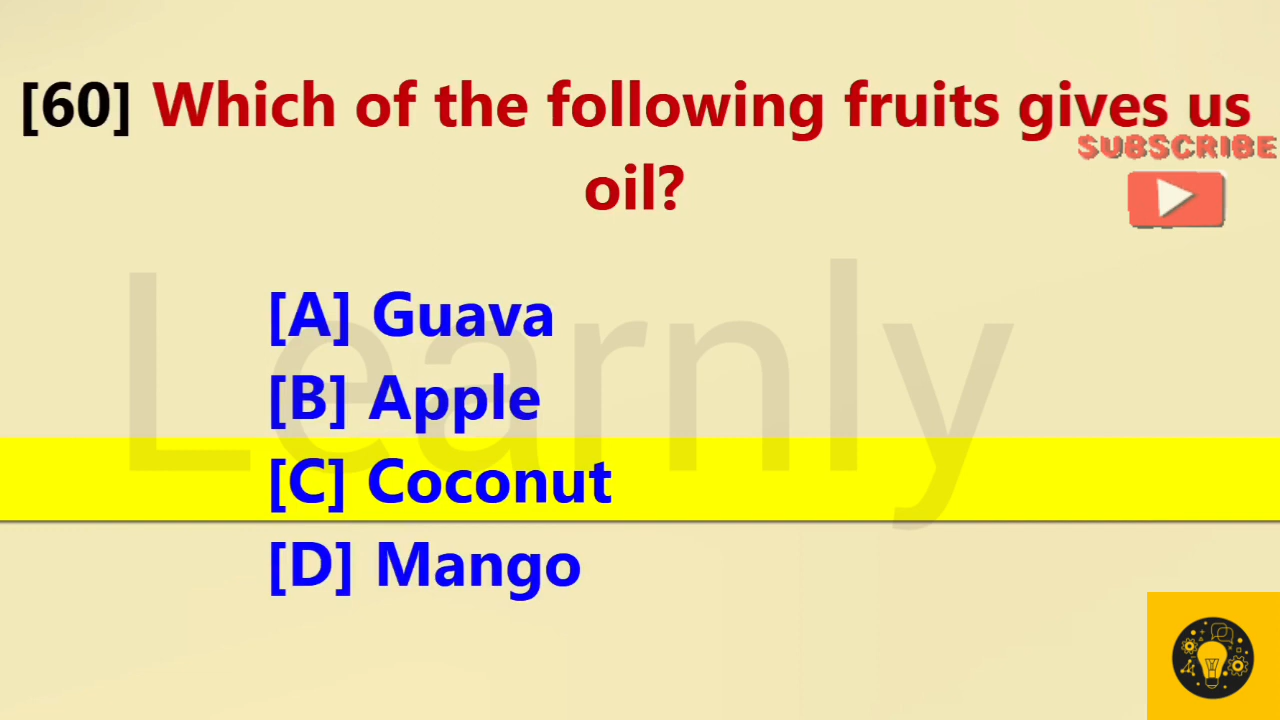 [60] Which of the following fruits gives us
oil?
SUBSCRIBE
[A] Guava
[B] Apple
[C] Coconut
[D] Mango
Learnly